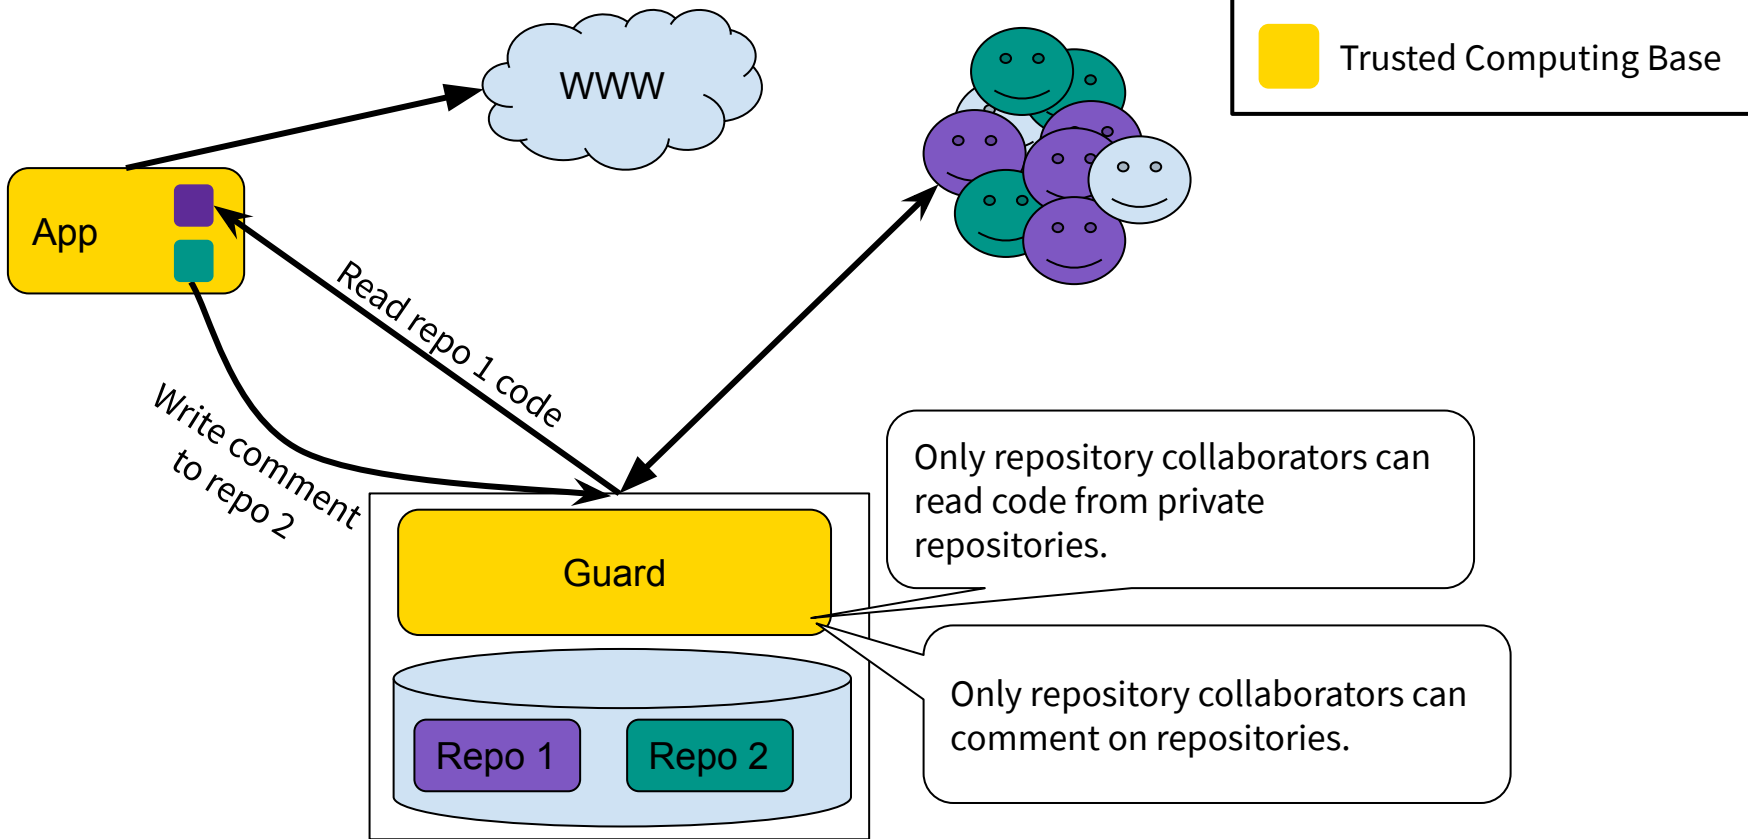 WWW
Trusted Computing Base
App
Read repo 1 code
Write comment
to repo 2
Only repository collaborators can
read code from private
repositories.
Guard
Only repository collaborators can
comment on repositories.
Repo 1
Repo 2